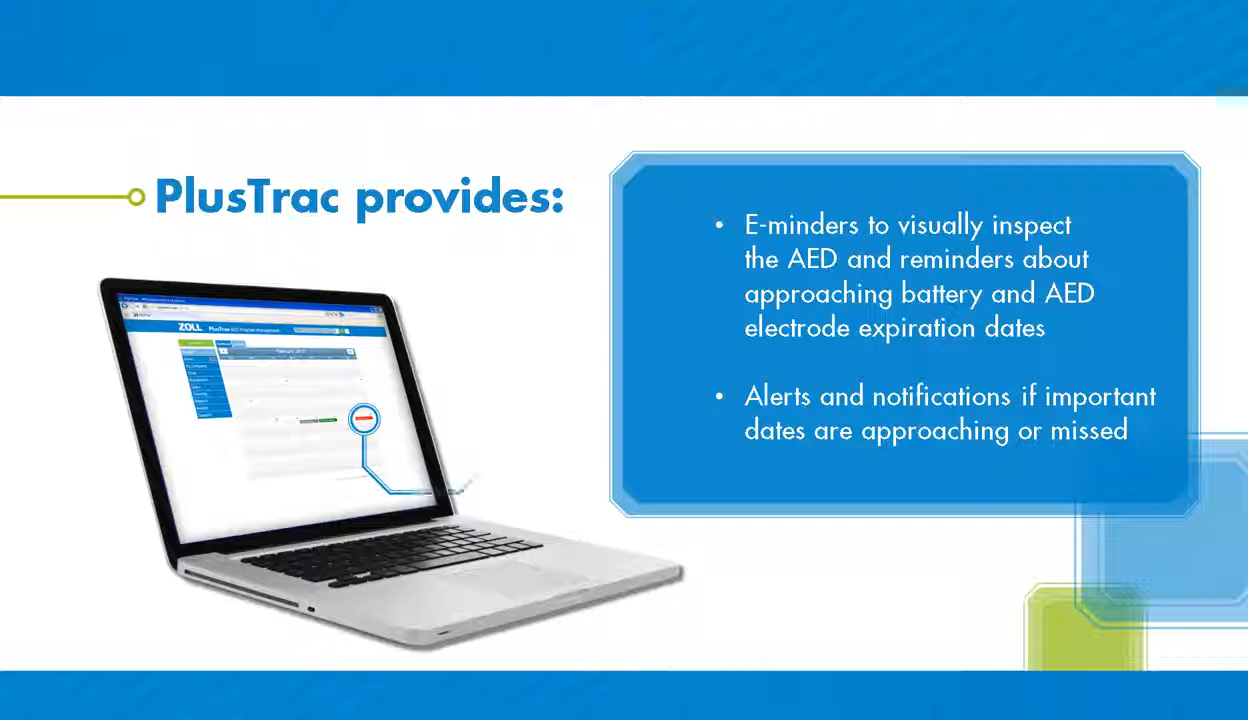 PlusTrac provides:
• E-minders to visually inspect
the AED and reminders about
approaching battery and AED
electrode expiration dates
• Alerts and notifications if important
dates are approaching or missed
ZOLL PlusTrac AED Program Management